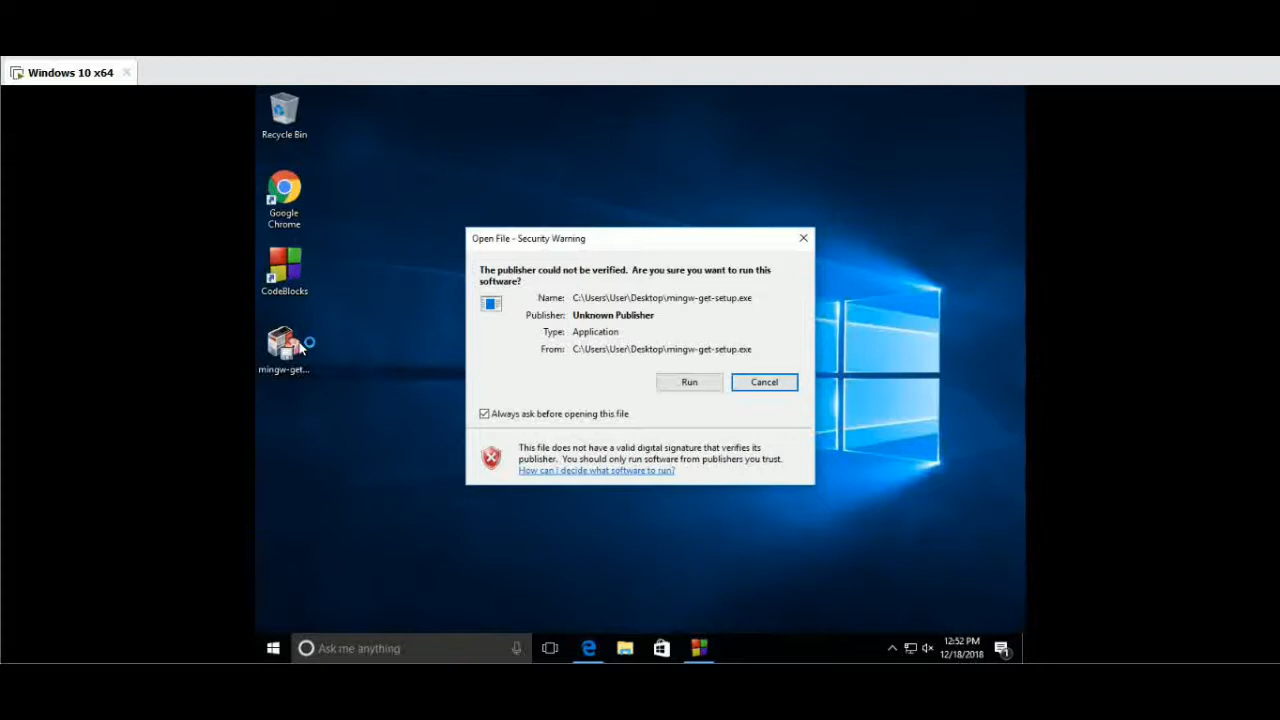 Windows 10 x64
Recycle Bin
Google
Chrome
CodeBlocks
mingw-get...
Open File - Security Warning
The publisher could not be verified. Are you sure you want to run this
software?
Name: C:\Users\User\Desktop\mingw-get-setup.exe
Publisher: Unknown Publisher
Type: Application
From: C:\Users\User\Desktop\mingw-get-setup.exe
Run Cancel
Always ask before opening this file
This file does not have a valid digital signature that verifies its
publisher. You should only run software from publishers you trust.
How can I decide what software to run?
Ask me anything
12:52 PM
12/18/2018
1